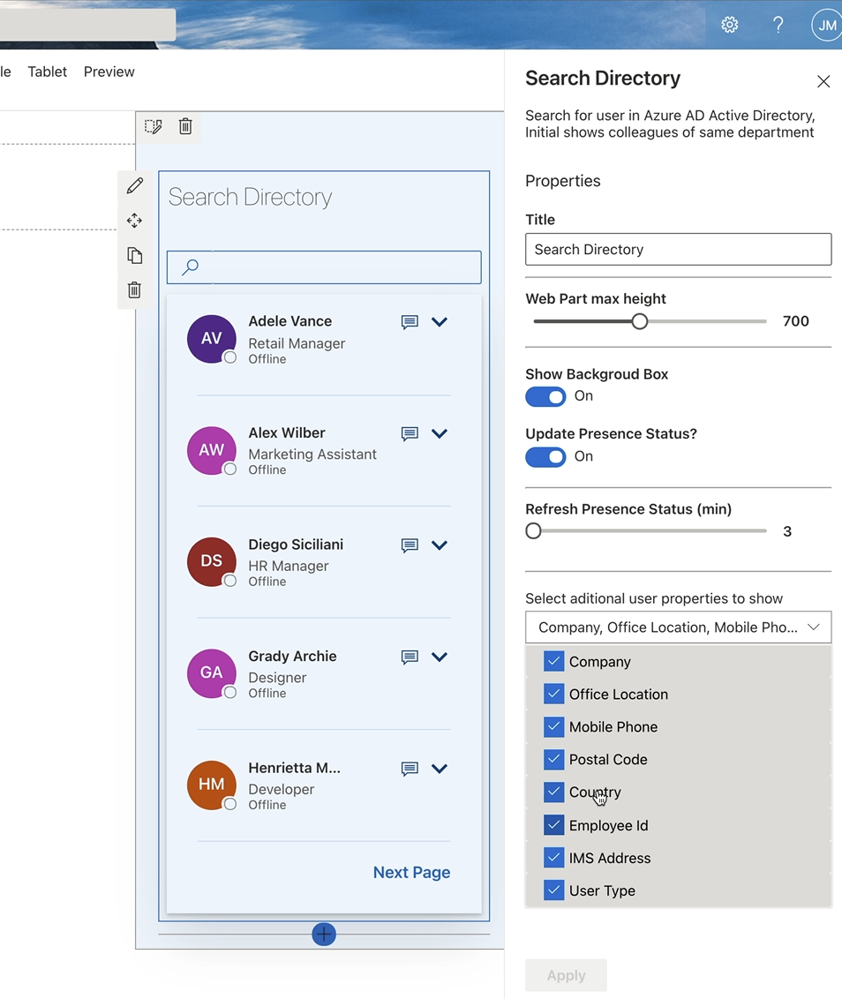 JM
le Tablet Preview
Search Directory
AV
Adele Vance
Retail Manager
Offline
AW
Alex Wilber
Marketing Assistant
Offline
DS
Diego Siciliani
HR Manager
Offline
GA
Grady Archie
Designer
Offline
HM
Henrietta M...
Developer
Offline
Next Page
Search Directory
Search for user in Azure AD Active Directory,
Initial shows colleagues of same department
Properties
Title
Search Directory
Web Part max height
700
Show Backgroud Box
On
Update Presence Status?
On
Refresh Presence Status (min)
3
Select aditional user properties to show
Company, Office Location, Mobile Pho...
Company
Office Location
Mobile Phone
Postal Code
Country
Employee Id
IMS Address
User Type
Apply